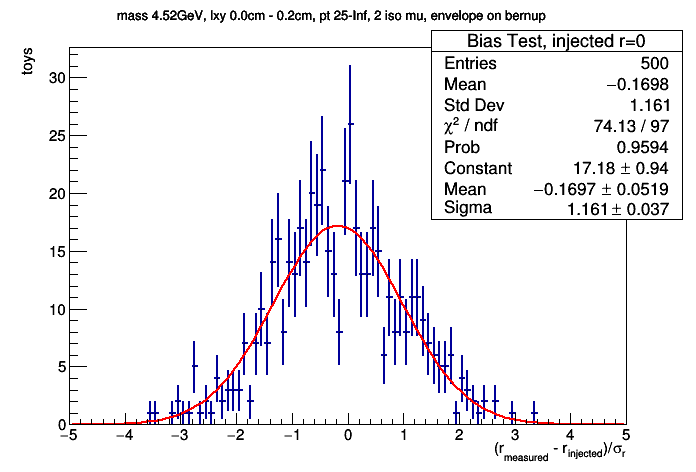 mass 4.52GeV, lxy 0.0cm - 0.2cm, pt 25-Inf, 2 iso mu, envelope on bernup
Bias Test, injected r=0
Entries 500
Mean −0.1698
Std Dev 1.161
χ² / ndf 74.13 / 97
Prob 0.9594
Constant 17.18 ± 0.94
Mean −0.1697 ± 0.0519
Sigma 1.161 ± 0.037
toys
30
25
20
15
10
5
0
−5 −4 −3 −2 −1 0 1 2 3 4 5
(r_measured - r_injected)/σ_r